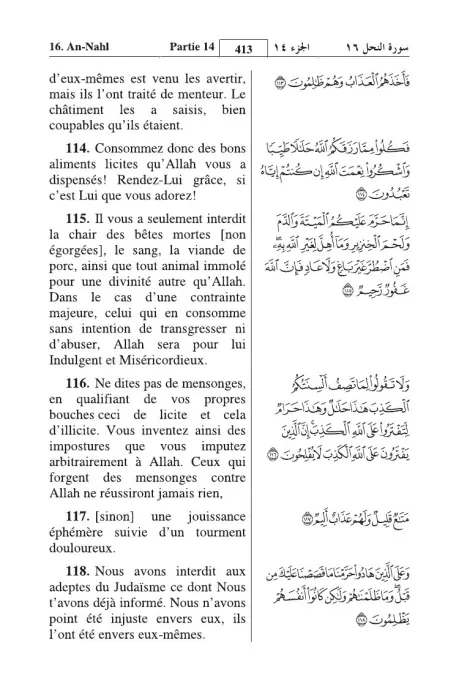 16. An-Nahl Partie 14 413 الجزء ١٤ سورة النحل ١٦
d’eux-mêmes est venu les avertir,
mais ils l’ont traité de menteur. Le
châtiment les a saisis, bien
coupables qu’ils étaient.
114. Consommez donc des bons
aliments licites qu’Allah vous a
dispensés! Rendez-Lui grâce, si
c’est Lui que vous adorez!
115. Il vous a seulement interdit
la chair des bêtes mortes [non
égorgées], le sang, la viande de
porc, ainsi que tout animal immolé
pour une divinité autre qu’Allah.
Dans le cas d’une contrainte
majeure, celui qui en consomme
sans intention de transgresser ni
d’abuser, Allah sera pour lui
Indulgent et Miséricordieux.
116. Ne dites pas de mensonges,
en qualifiant de vos propres
bouches ceci de licite et cela
d’illicite. Vous inventez ainsi des
impostures que vous imputez
arbitrairement à Allah. Ceux qui
forgent des mensonges contre
Allah ne réussiront jamais rien,
117. [sinon] une jouissance
éphémère suivie d’un tourment
douloureux.
118. Nous avons interdit aux
adeptes du Judaïsme ce dont Nous
t’avons déjà informé. Nous n’avons
point été injuste envers eux, ils
l’ont été envers eux-mêmes.
فَأَخَذَهُمُ ٱلْعَذَابُ وَهُمْ ظَٰلِمُونَ ١١٣
فَكُلُوا۟ مِمَّا رَزَقَكُمُ ٱللَّهُ حَلَٰلًا طَيِّبًا
وَٱشْكُرُوا۟ نِعْمَتَ ٱللَّهِ إِن كُنتُمْ إِيَّاهُ
تَعْبُدُونَ ١١٤
إِنَّمَا حَرَّمَ عَلَيْكُمُ ٱلْمَيْتَةَ وَٱلدَّمَ
وَلَحْمَ ٱلْخِنزِيرِ وَمَآ أُهِلَّ لِغَيْرِ ٱللَّهِ بِهِۦ
فَمَنِ ٱضْطُرَّ غَيْرَ بَاغٍ وَلَا عَادٍ فَإِنَّ ٱللَّهَ
غَفُورٌ رَّحِيمٌ ١١٥
وَلَا تَقُولُوا۟ لِمَا تَصِفُ أَلْسِنَتُكُمُ
ٱلْكَذِبَ هَٰذَا حَلَٰلٌ وَهَٰذَا حَرَامٌ
لِّتَفْتَرُوا۟ عَلَى ٱللَّهِ ٱلْكَذِبَ إِنَّ ٱلَّذِينَ
يَفْتَرُونَ عَلَى ٱللَّهِ ٱلْكَذِبَ لَا يُفْلِحُونَ ١١٦
مَتَٰعٌ قَلِيلٌ وَلَهُمْ عَذَابٌ أَلِيمٌ ١١٧
وَعَلَى ٱلَّذِينَ هَادُوا۟ حَرَّمْنَا مَا قَصَصْنَا عَلَيْكَ مِن
قَبْلُ وَمَا ظَلَمْنَٰهُمْ وَلَٰكِن كَانُوٓا۟ أَنفُسَهُمْ
يَظْلِمُونَ ١١٨